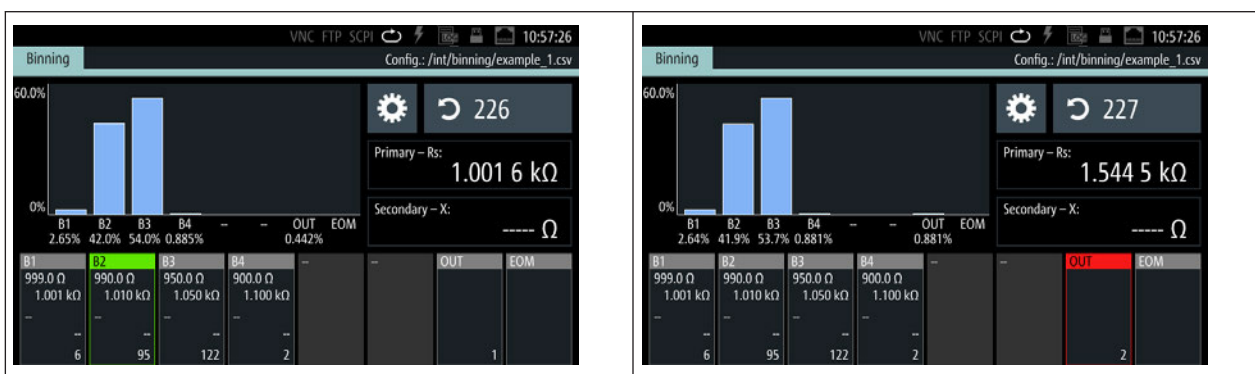 VNC FTP SCPI 10:57:26
Binning Config.: /int/binning/example_1.csv
60.0%
226
Primary – Rs:
1.001 6 kΩ
Secondary – X:
----- Ω
0%
B1 B2 B3 B4 – – OUT EOM
2.65% 42.0% 54.0% 0.885% 0.442%
B1 B2 B3 B4 – – OUT EOM
999.0 Ω 990.0 Ω 950.0 Ω 900.0 Ω
1.001 kΩ 1.010 kΩ 1.050 kΩ 1.100 kΩ
– – – –
-- -- -- --
6 95 122 2 1
VNC FTP SCPI 10:57:26
Binning Config.: /int/binning/example_1.csv
60.0%
227
Primary – Rs:
1.544 5 kΩ
Secondary – X:
----- Ω
0%
B1 B2 B3 B4 – – OUT EOM
2.64% 41.9% 53.7% 0.881% 0.881%
B1 B2 B3 B4 – – OUT EOM
999.0 Ω 990.0 Ω 950.0 Ω 900.0 Ω
1.001 kΩ 1.010 kΩ 1.050 kΩ 1.100 kΩ
– – – –
-- -- -- --
6 95 122 2 2